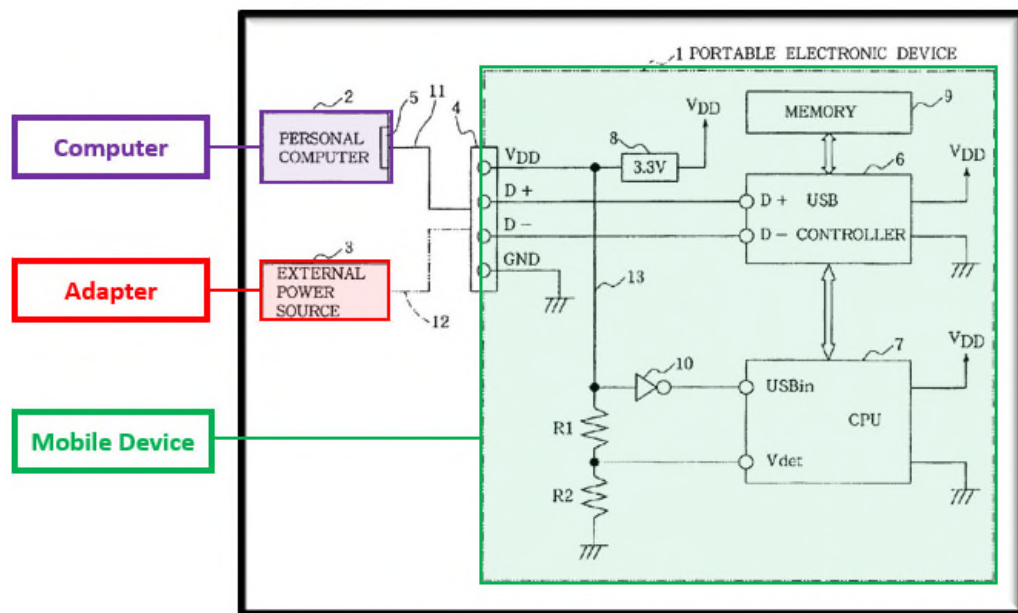 1 PORTABLE ELECTRONIC DEVICE
2
5
11
4
Computer
PERSONAL
COMPUTER
VDD
8
3.3V
VDD
MEMORY
9
6
VDD
D+
D+ USB
D−
D− CONTROLLER
3
GND
Adapter
EXTERNAL
POWER
SOURCE
12
13
7
VDD
10
USBin
CPU
Mobile Device
R1
Vdet
R2